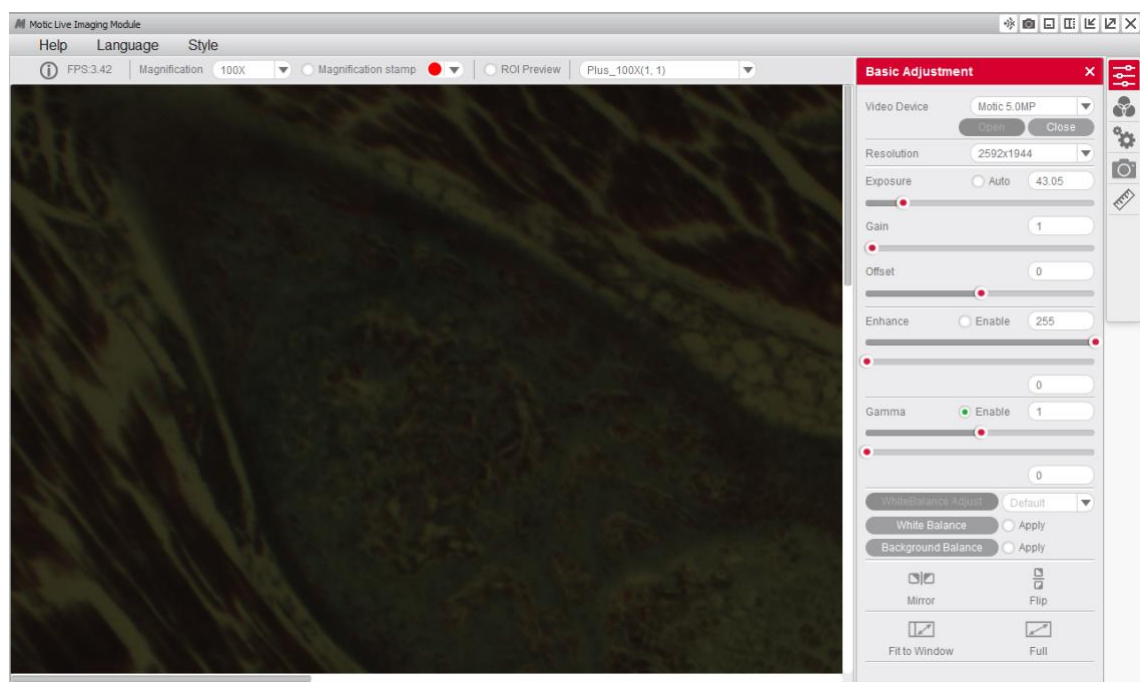 Motic Live Imaging Module
Help Language Style
FPS:3.42 Magnification 100X Magnification stamp ROI Preview Plus_100X(1, 1)
Basic Adjustment
Video Device Motic 5.0MP
Open Close
Resolution 2592x1944
Exposure Auto 43.05
Gain 1
Offset 0
Enhance Enable 255
0
Gamma Enable 1
0
WhiteBalance Adjust Default
White Balance Apply
Background Balance Apply
Mirror Flip
Fit to Window Full